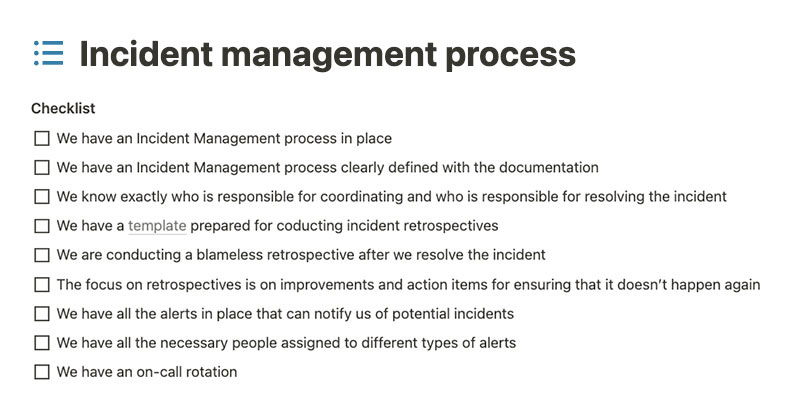 Incident management process
Checklist
We have an Incident Management process in place
We have an Incident Management process clearly defined with the documentation
We know exactly who is responsible for coordinating and who is responsible for resolving the incident
We have a template prepared for coducting incident retrospectives
We are conducting a blameless retrospective after we resolve the incident
The focus on retrospectives is on improvements and action items for ensuring that it doesn’t happen again
We have all the alerts in place that can notify us of potential incidents
We have all the necessary people assigned to different types of alerts
We have an on-call rotation